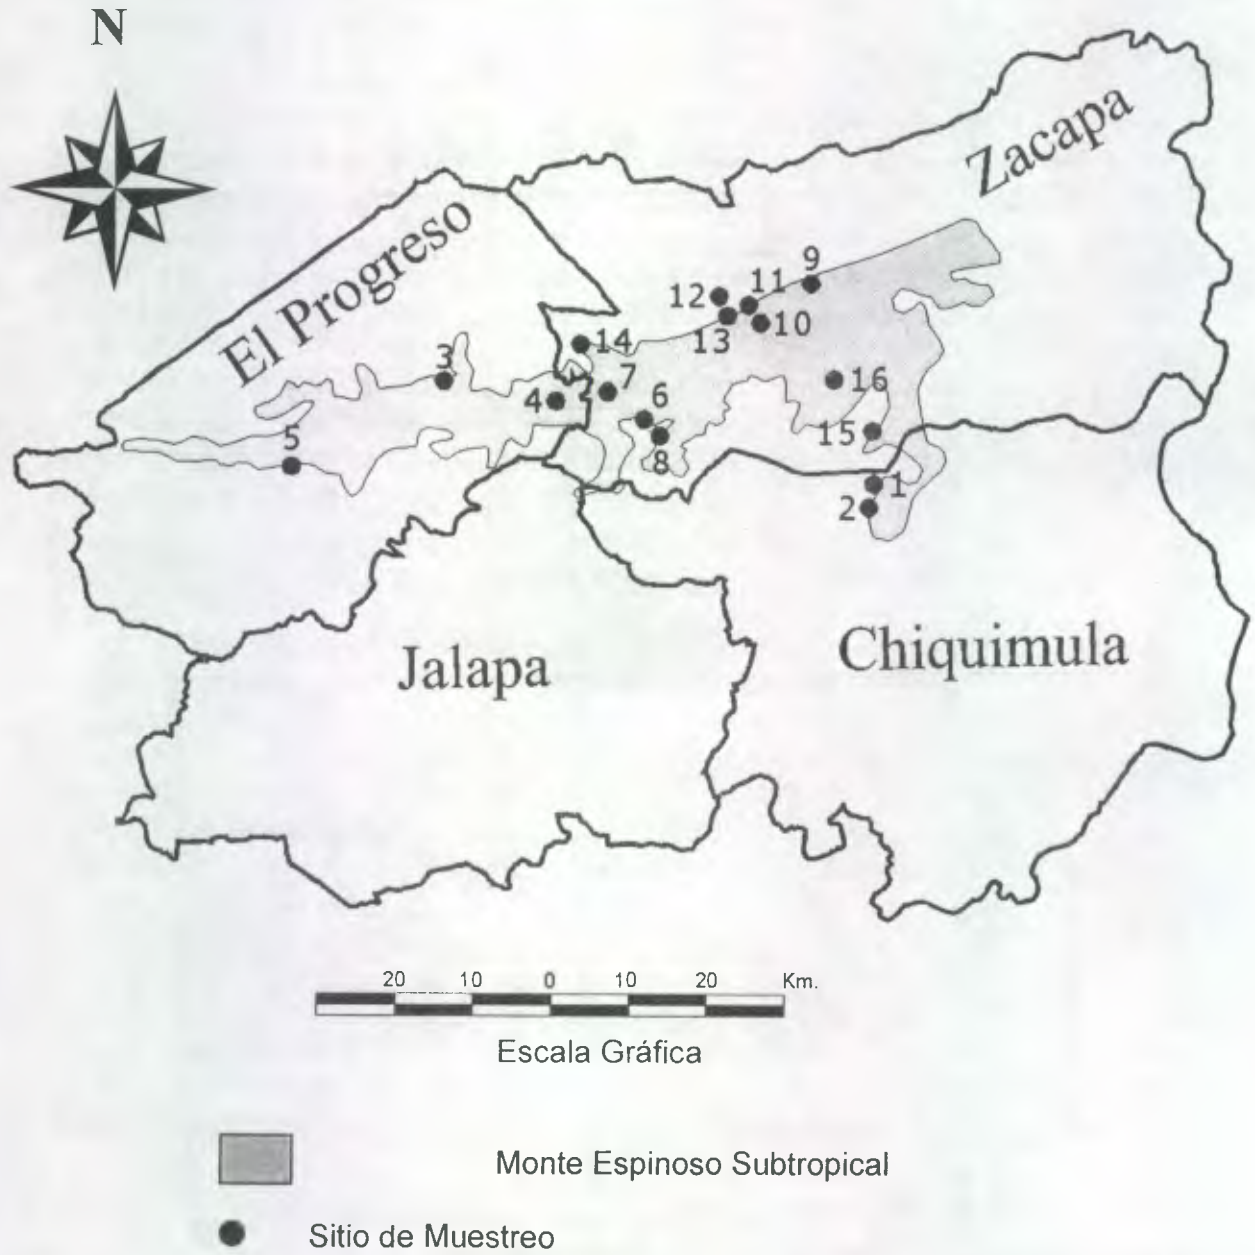 N
Zacapa
El Progreso
9
11
12
10
13
14
3
7
16
4
6
15
5
8
1
2
Jalapa
Chiquimula
20 10 0 10 20 Km.
Escala Gráfica
Monte Espinoso Subtropical
Sitio de Muestreo